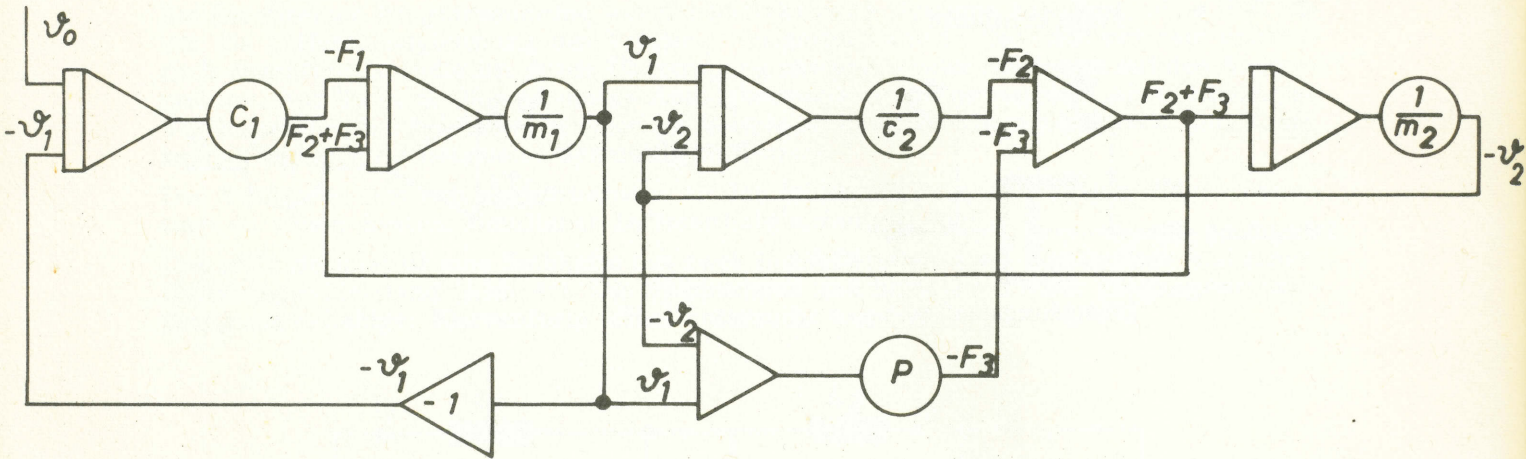 ϑ₀
-ϑ₁
C₁
-F₁
F₂+F₃
1/m₁
ϑ₁
-ϑ₂
1/c₂
-F₂
-F₃
F₂+F₃
1/m₂
-ϑ₂
-ϑ₂
ϑ₁
P
-F₃
-ϑ₁
-1